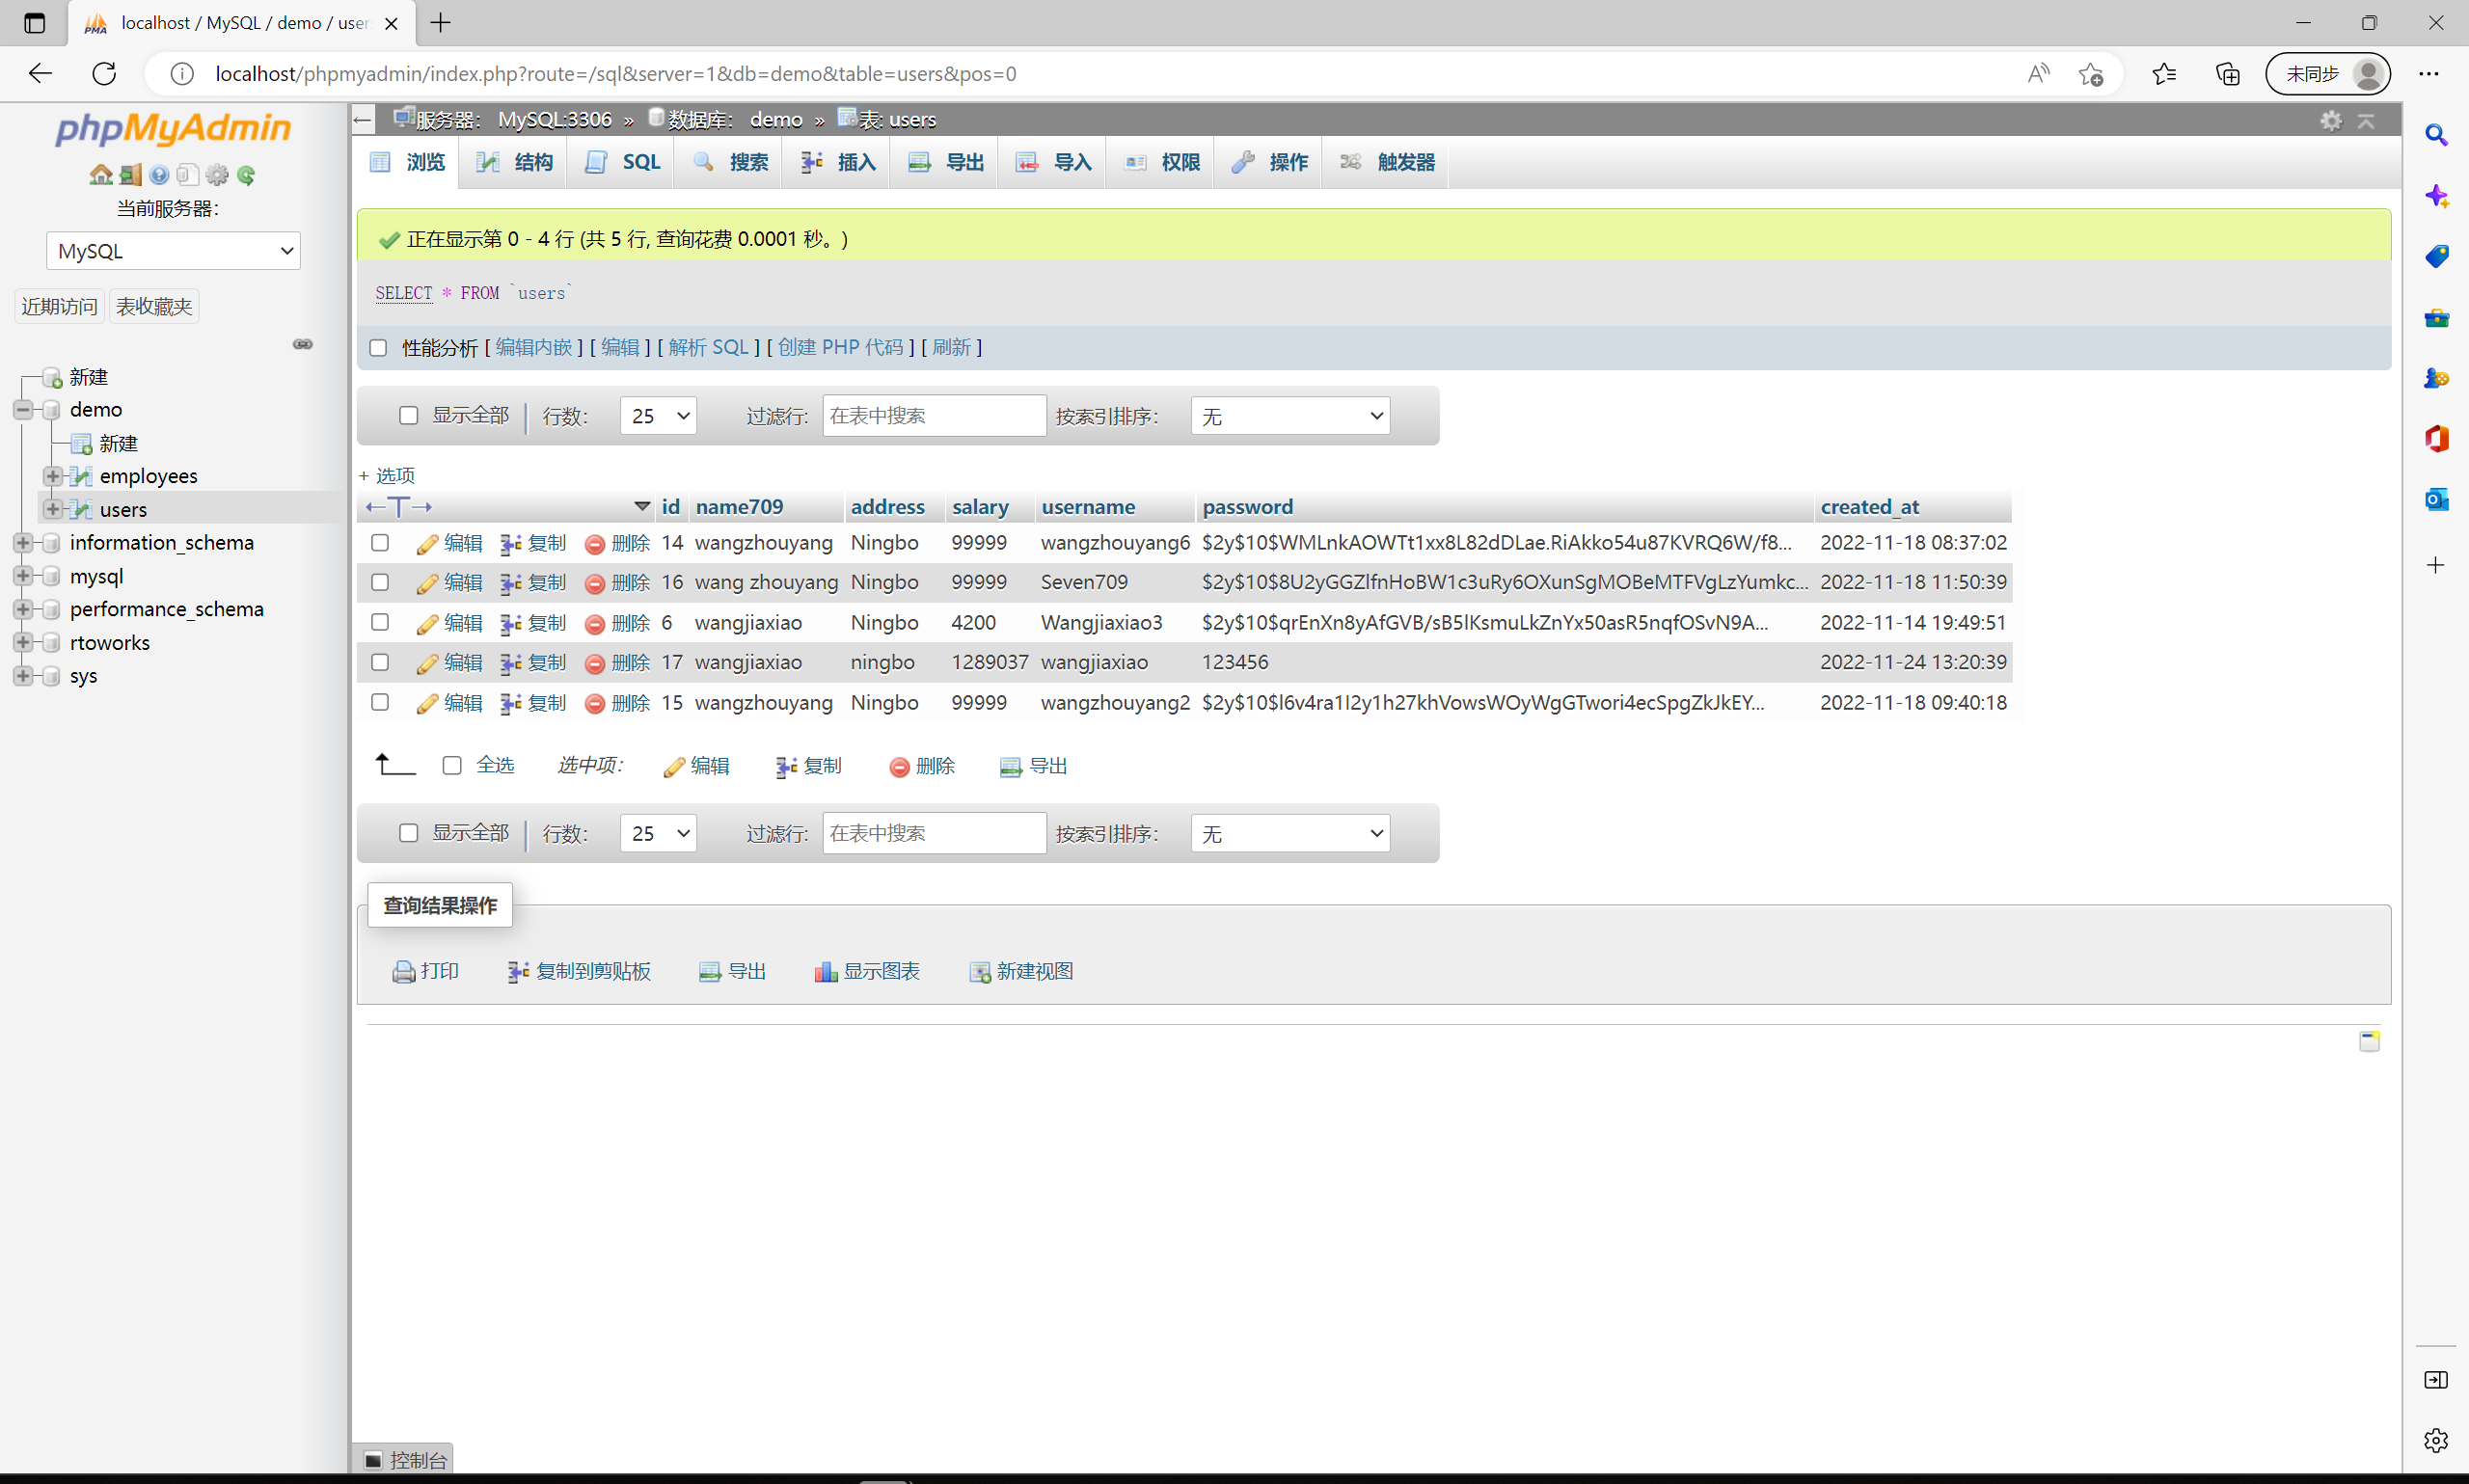 localhost / MySQL / demo / user
localhost/phpmyadmin/index.php?route=/sql&server=1&db=demo&table=users&pos=0
未同步
phpMyAdmin
当前服务器：
MySQL
近期访问 表收藏夹
新建
demo
新建
employees
users
information_schema
mysql
performance_schema
rtoworks
sys
服务器： MySQL:3306 » 数据库： demo » 表: users
浏览 结构 SQL 搜索 插入 导出 导入 权限 操作 触发器
正在显示第 0 - 4 行 (共 5 行, 查询花费 0.0001 秒。)
SELECT * FROM `users`
性能分析 [ 编辑内嵌 ] [ 编辑 ] [ 解析 SQL ] [ 创建 PHP 代码 ] [ 刷新 ]
显示全部 行数： 25 过滤行: 在表中搜索 按索引排序： 无
+ 选项
←T→ id name709 address salary username password created_at
编辑 复制 删除 14 wangzhouyang Ningbo 99999 wangzhouyang6 $2y$10$WMLnkAOWTt1xx8L82dDLae.RiAkko54u87KVRQ6W/f8... 2022-11-18 08:37:02
编辑 复制 删除 16 wang zhouyang Ningbo 99999 Seven709 $2y$10$8U2yGGZlfnHoBW1c3uRy6OXunSgMOBeMTFVgLzYumkc... 2022-11-18 11:50:39
编辑 复制 删除 6 wangjiaxiao Ningbo 4200 Wangjiaxiao3 $2y$10$qrEnXn8yAfGVB/sB5lKsmuLkZnYx50asR5nqfOSvN9A... 2022-11-14 19:49:51
编辑 复制 删除 17 wangjiaxiao ningbo 1289037 wangjiaxiao 123456 2022-11-24 13:20:39
编辑 复制 删除 15 wangzhouyang Ningbo 99999 wangzhouyang2 $2y$10$l6v4ra1I2y1h27khVowsWOyWgGTwori4ecSpgZkJkEY... 2022-11-18 09:40:18
全选 选中项： 编辑 复制 删除 导出
显示全部 行数： 25 过滤行: 在表中搜索 按索引排序： 无
查询结果操作
打印 复制到剪贴板 导出 显示图表 新建视图
控制台